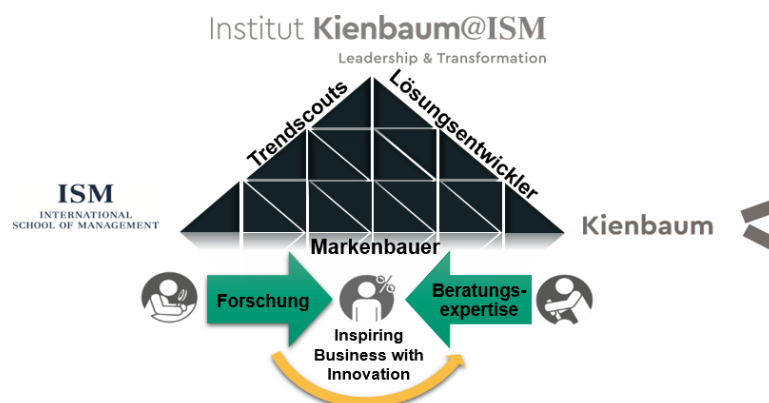 Institut Kienbaum@ISM
Leadership & Transformation
Trendscouts
Lösungsentwickler
ISM
INTERNATIONAL
SCHOOL OF MANAGEMENT
Kienbaum
Markenbauer
Forschung
%
Beratungs-
expertise
Inspiring
Business with
Innovation